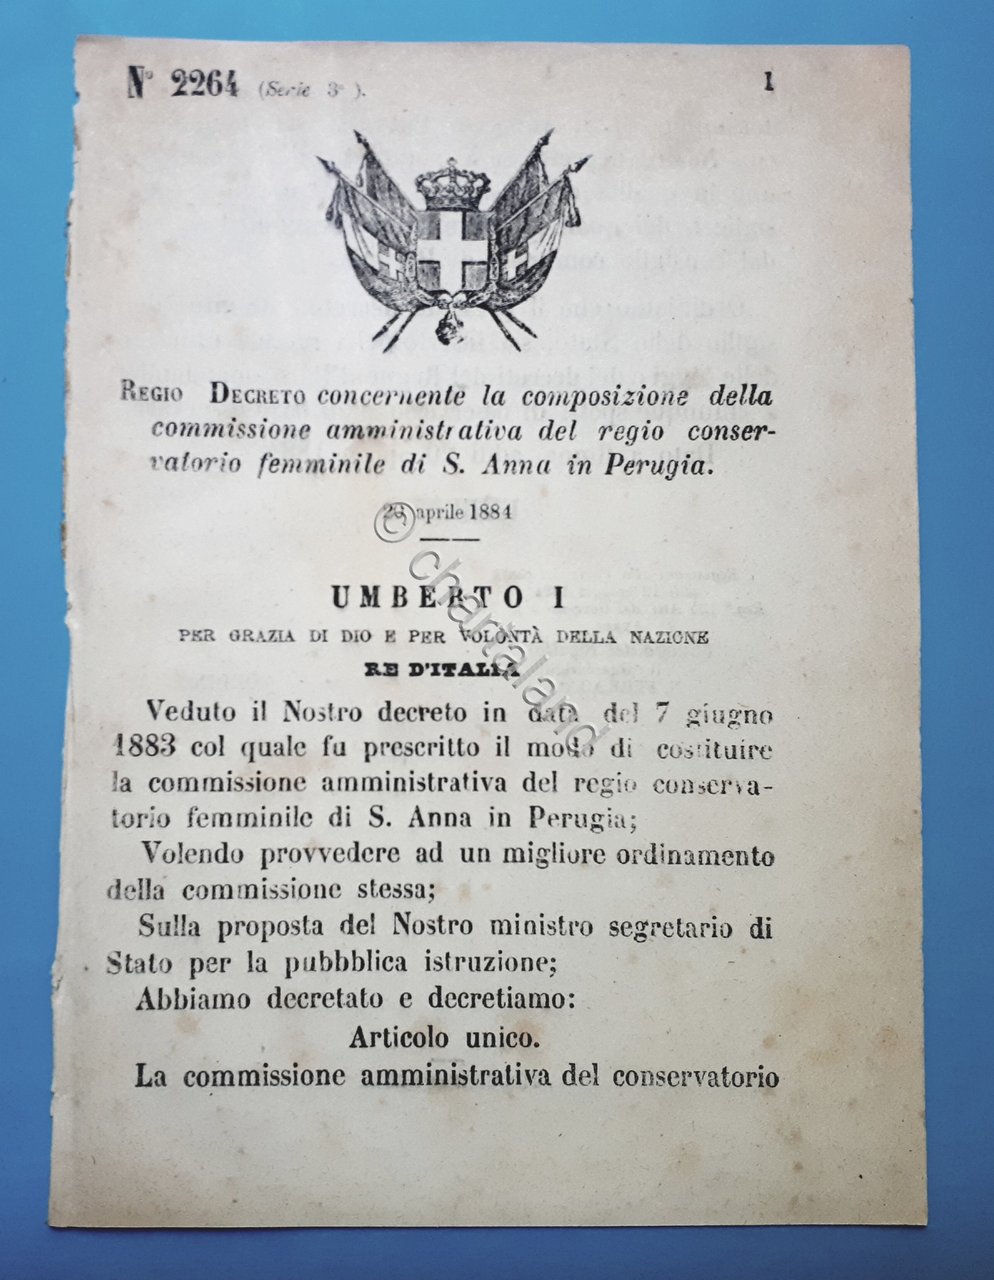 N° 2264 (Serie 3ª ). 1
REGIO DECRETO concernente la composizione della
commissione amministrativa del regio conser-
vatorio femminile di S. Anna in Perugia.
aprile 1884
UMBERTO I
PER GRAZIA DI DIO E PER VOLONTÀ DELLA NAZIONE
RE D'ITALIA
Veduto il Nostro decreto in data del 7 giugno
1883 col quale fu prescritto il modo di costituire
la commissione amministrativa del regio conserva-
torio femminile di S. Anna in Perugia;
Volendo provvedere ad un migliore ordinamento
della commissione stessa;
Sulla proposta del Nostro ministro segretario di
Stato per la pubbblica istruzione;
Abbiamo decretato e decretiamo:
Articolo unico.
La commissione amministrativa del conservatorio
© chartaland